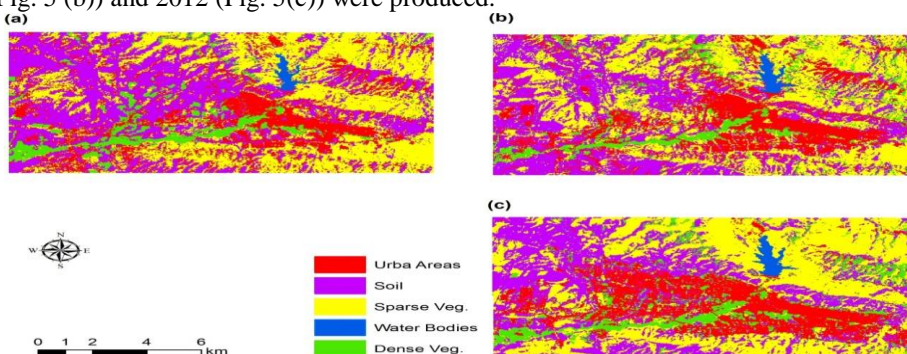 Fig. 5 (b)) and 2012 (Fig. 5(c)) were produced.
(a)
(b)
(c)
N
W E
S
Urba Areas
Soil
Sparse Veg.
Water Bodies
Dense Veg.
0 1 2 4 6
km